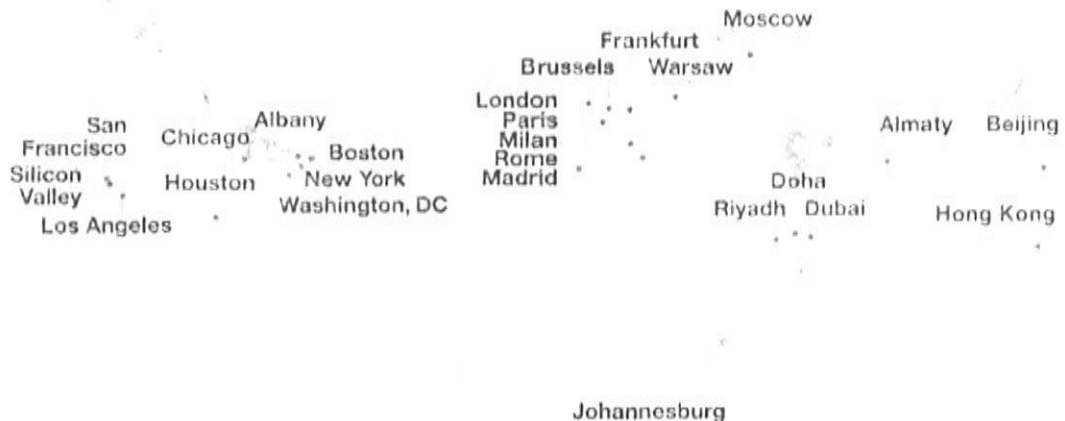 Moscow
Frankfurt
Brussels Warsaw
London
Paris
Milan
Rome
Madrid
San
Francisco
Silicon
Valley
Los Angeles
Chicago
Houston
Albany
Boston
New York
Washington, DC
Almaty
Beijing
Doha
Riyadh Dubai
Hong Kong
Johannesburg